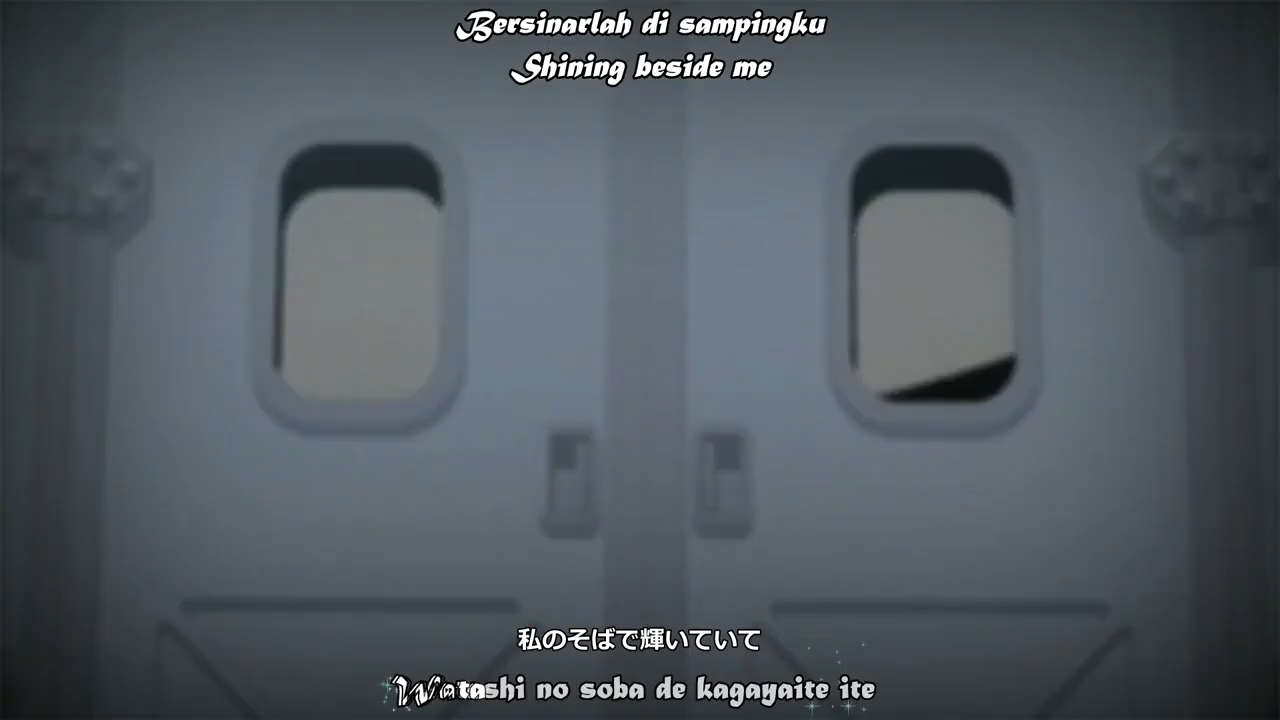 Bersinarlah di sampingku
Shining beside me
私のそばで輝いていて
Watashi no soba de kagayaite ite